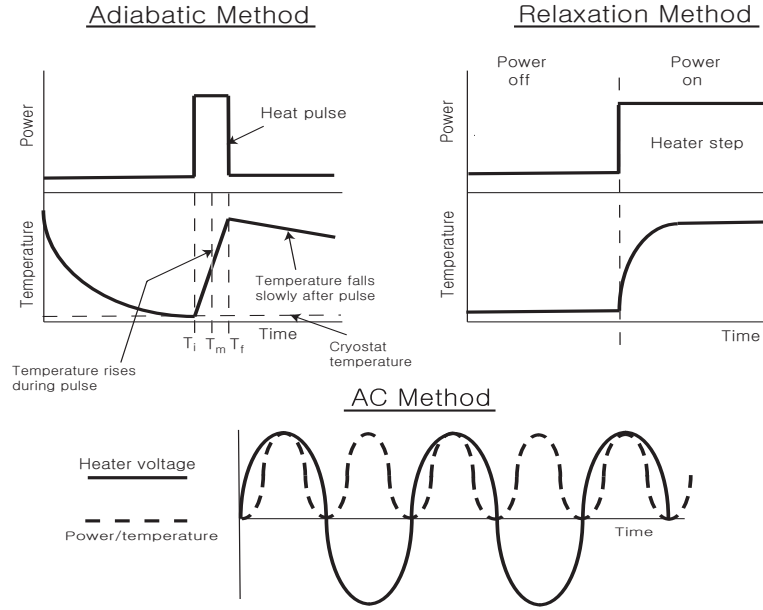 Adiabatic Method
Power
Heat pulse
Temperature
Temperature falls
slowly after pulse
Time
Tᵢ Tₘ T_f
Cryostat
temperature
Temperature rises
during pulse
Relaxation Method
Power
off
Power
on
Power
Heater step
Temperature
Time
AC Method
Heater voltage
Power/temperature
Time